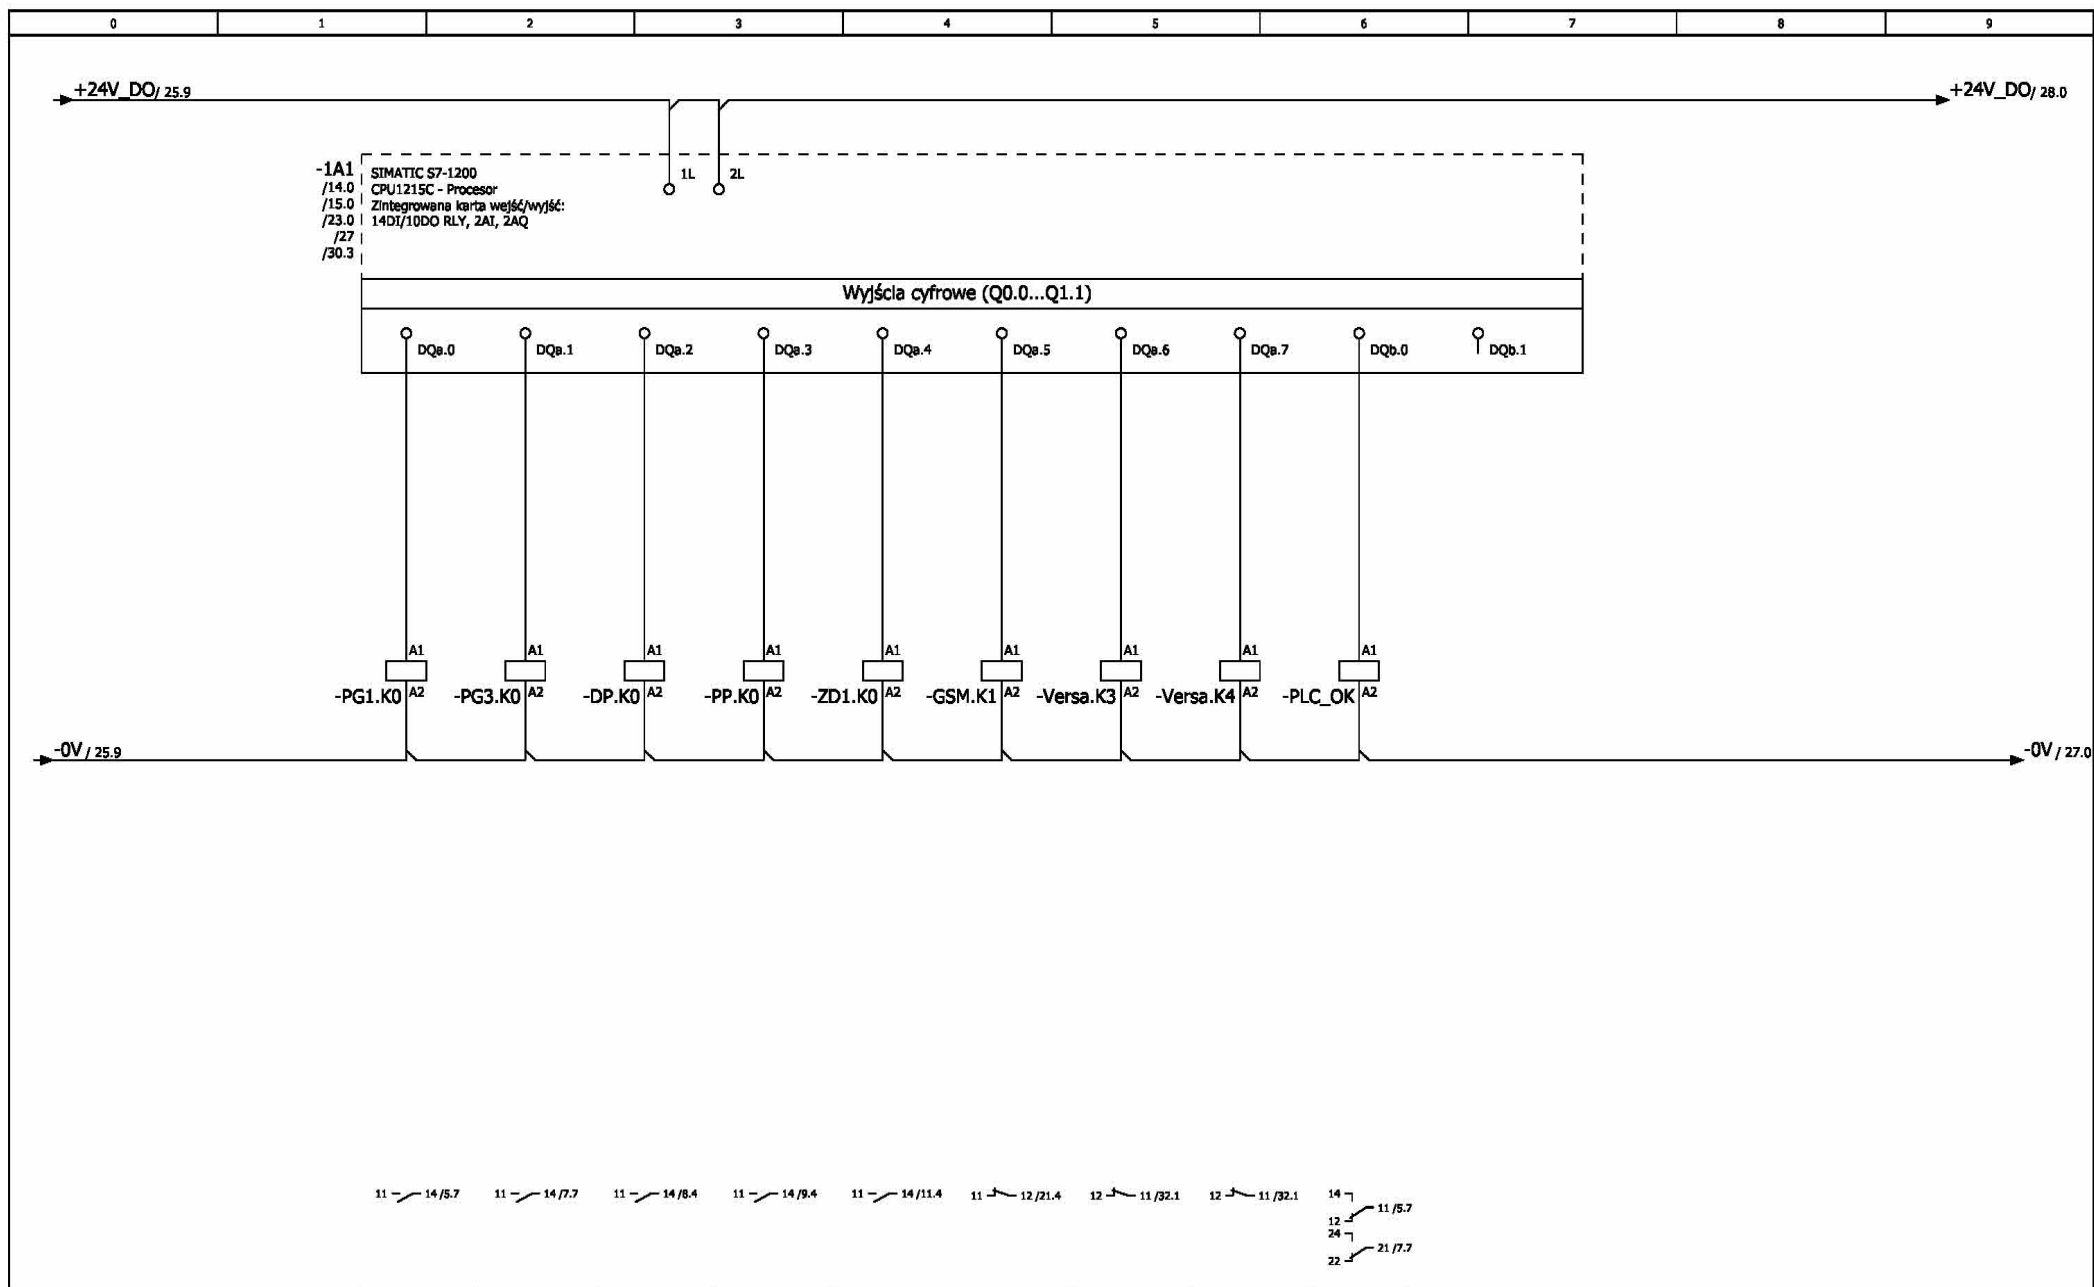 0 1 2 3 4 5 6 7 8 9
+24V_DO/ 25.9 +24V_DO/ 28.0
-1A1 SIMATIC S7-1200 1L 2L
/14.0 CPU1215C - Procesor
/15.0 Zintegrowana karta wejść/wyjść:
/23.0 14DI/10DO RLY, 2AI, 2AQ
/27
/30.3
Wyjścia cyfrowe (Q0.0...Q1.1)
DQa.0 DQa.1 DQa.2 DQa.3 DQa.4 DQa.5 DQa.6 DQa.7 DQb.0 DQb.1
A1 A1 A1 A1 A1 A1 A1 A1 A1
-PG1.K0 A2 -PG3.K0 A2 -DP.K0 A2 -PP.K0 A2 -ZD1.K0 A2 -GSM.K1 A2 -Versa.K3 A2 -Versa.K4 A2 -PLC_OK A2
-0V / 25.9 -0V / 27.0
11 14 /5.7 11 14 /7.7 11 14 /8.4 11 14 /9.4 11 14 /11.4 11 12 /21.4 12 11 /32.1 12 11 /32.1 14
11 /5.7
12
24
21 /7.7
22